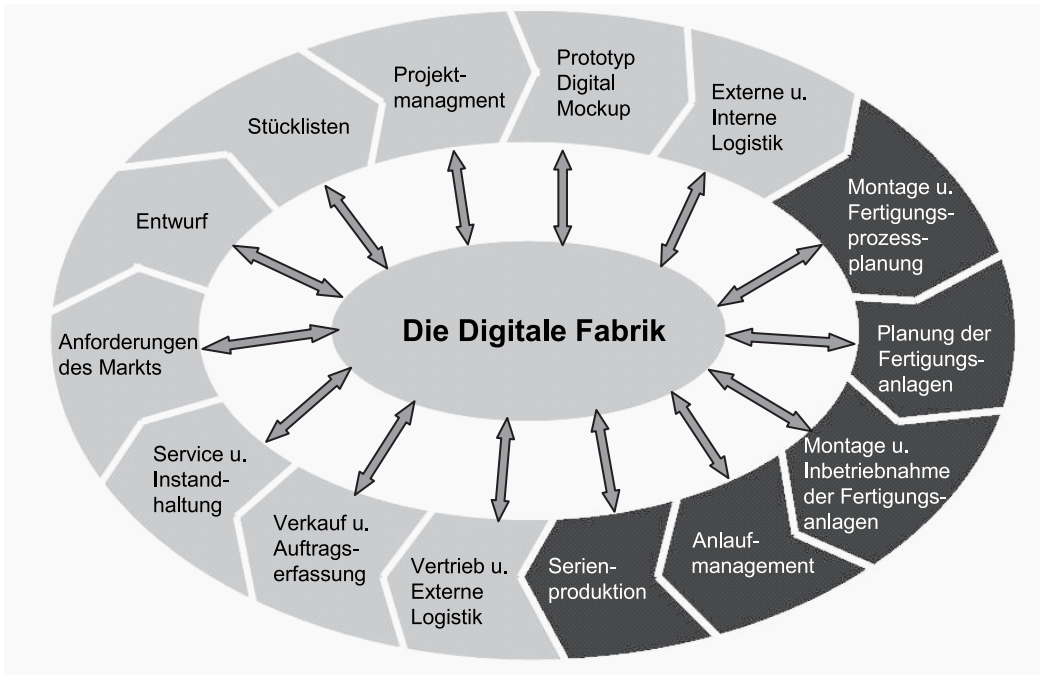 Projekt-
managment
Prototyp
Digital
Mockup
Externe u.
Interne
Logistik
Montage u.
Fertigungs-
prozess-
planung
Planung der
Fertigungs-
anlagen
Montage u.
Inbetriebnahme
der Fertigungs-
anlagen
Anlauf-
management
Serien-
produktion
Vertrieb u.
Externe
Logistik
Verkauf u.
Auftrags-
erfassung
Service u.
Instand-
haltung
Anforderungen
des Markts
Entwurf
Stücklisten
Die Digitale Fabrik